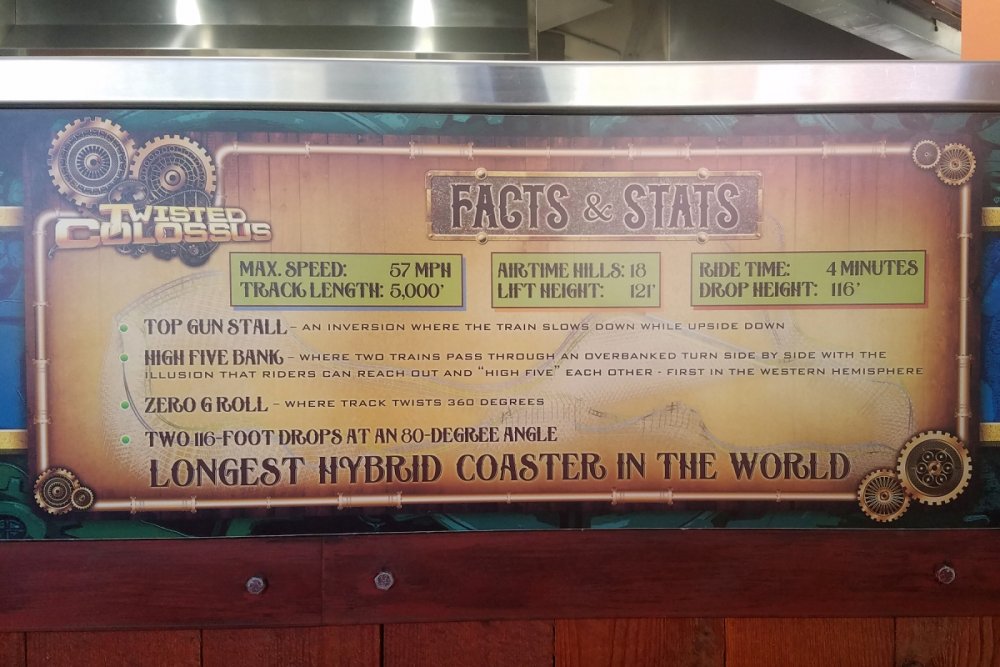 TWISTED
COLOSSUS
FACTS & STATS
MAX. SPEED: 57 MPH
TRACK LENGTH: 5,000'
AIRTIME HILLS: 18
LIFT HEIGHT: 121'
RIDE TIME: 4 MINUTES
DROP HEIGHT: 116'
TOP GUN STALL – AN INVERSION WHERE THE TRAIN SLOWS DOWN WHILE UPSIDE DOWN
HIGH FIVE BANK – WHERE TWO TRAINS PASS THROUGH AN OVERBANKED TURN SIDE BY SIDE WITH THE
ILLUSION THAT RIDERS CAN REACH OUT AND “HIGH FIVE” EACH OTHER - FIRST IN THE WESTERN HEMISPHERE
ZERO G ROLL – WHERE TRACK TWISTS 360 DEGREES
TWO 116-FOOT DROPS AT AN 80-DEGREE ANGLE
LONGEST HYBRID COASTER IN THE WORLD